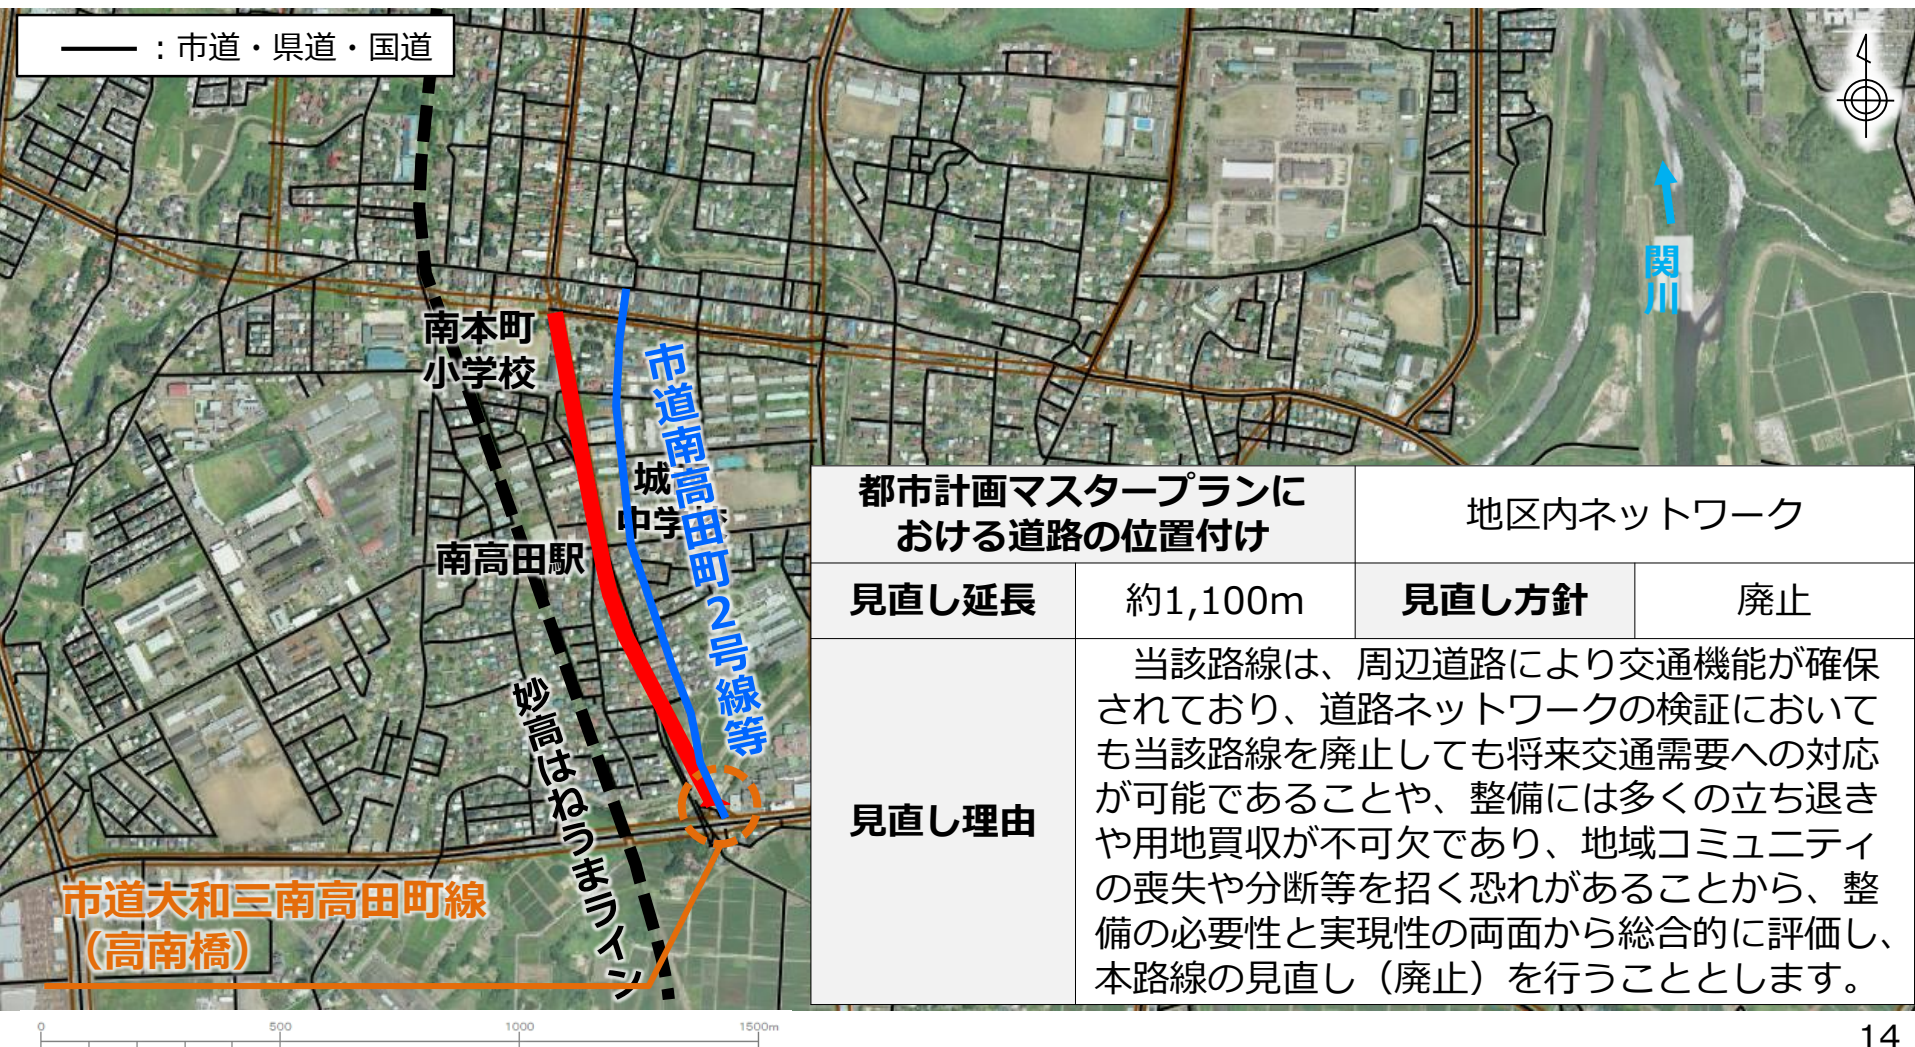 ：市道・県道・国道
関川
南本町
小学校
市道南高田町２号線等
城
中学校
南高田駅
妙高はねうまライン
市道大和三南高田町線
（高南橋）
都市計画マスタープランに
おける道路の位置付け
地区内ネットワーク
見直し延長
約1,100m
見直し方針
廃止
見直し理由
当該路線は、周辺道路により交通機能が確保
されており、道路ネットワークの検証において
も当該路線を廃止しても将来交通需要への対応
が可能であることや、整備には多くの立ち退き
や用地買収が不可欠であり、地域コミュニティ
の喪失や分断等を招く恐れがあることから、整
備の必要性と実現性の両面から総合的に評価し、
本路線の見直し（廃止）を行うこととします。
0 500 1000 1500m
14